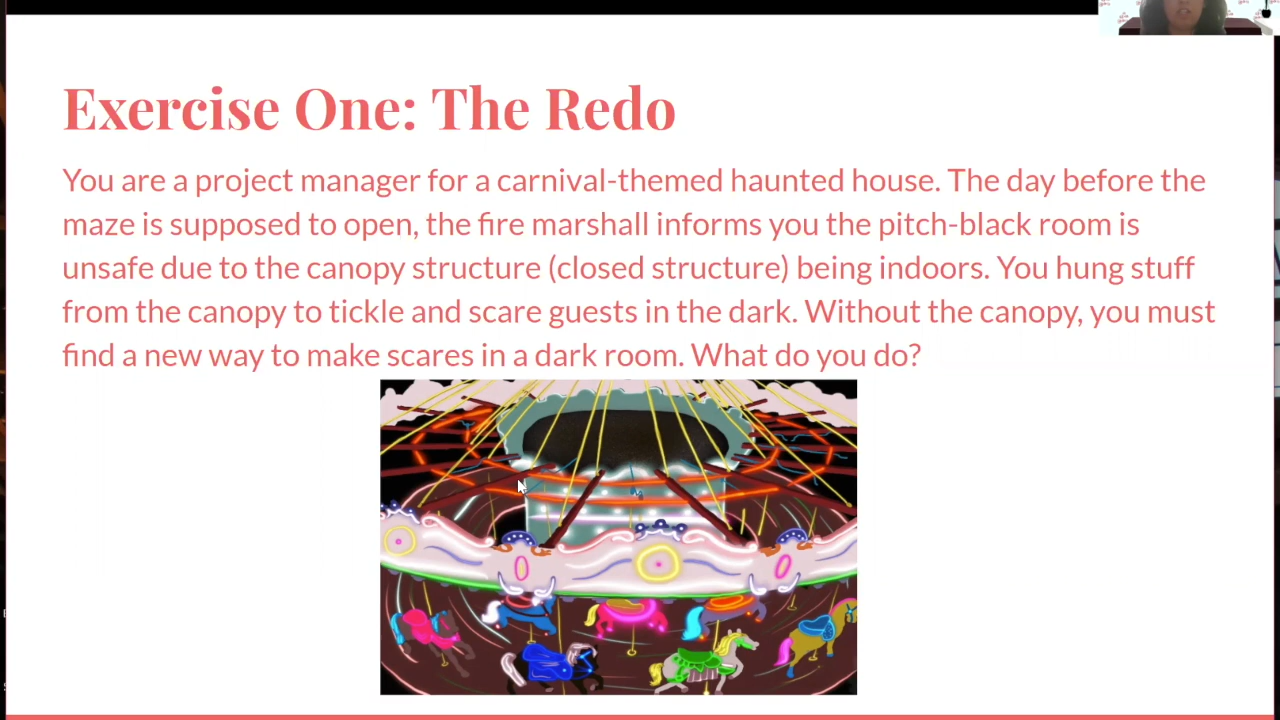 Exercise One: The Redo
You are a project manager for a carnival-themed haunted house. The day before the
maze is supposed to open, the fire marshall informs you the pitch-black room is
unsafe due to the canopy structure (closed structure) being indoors. You hung stuff
from the canopy to tickle and scare guests in the dark. Without the canopy, you must
find a new way to make scares in a dark room. What do you do?